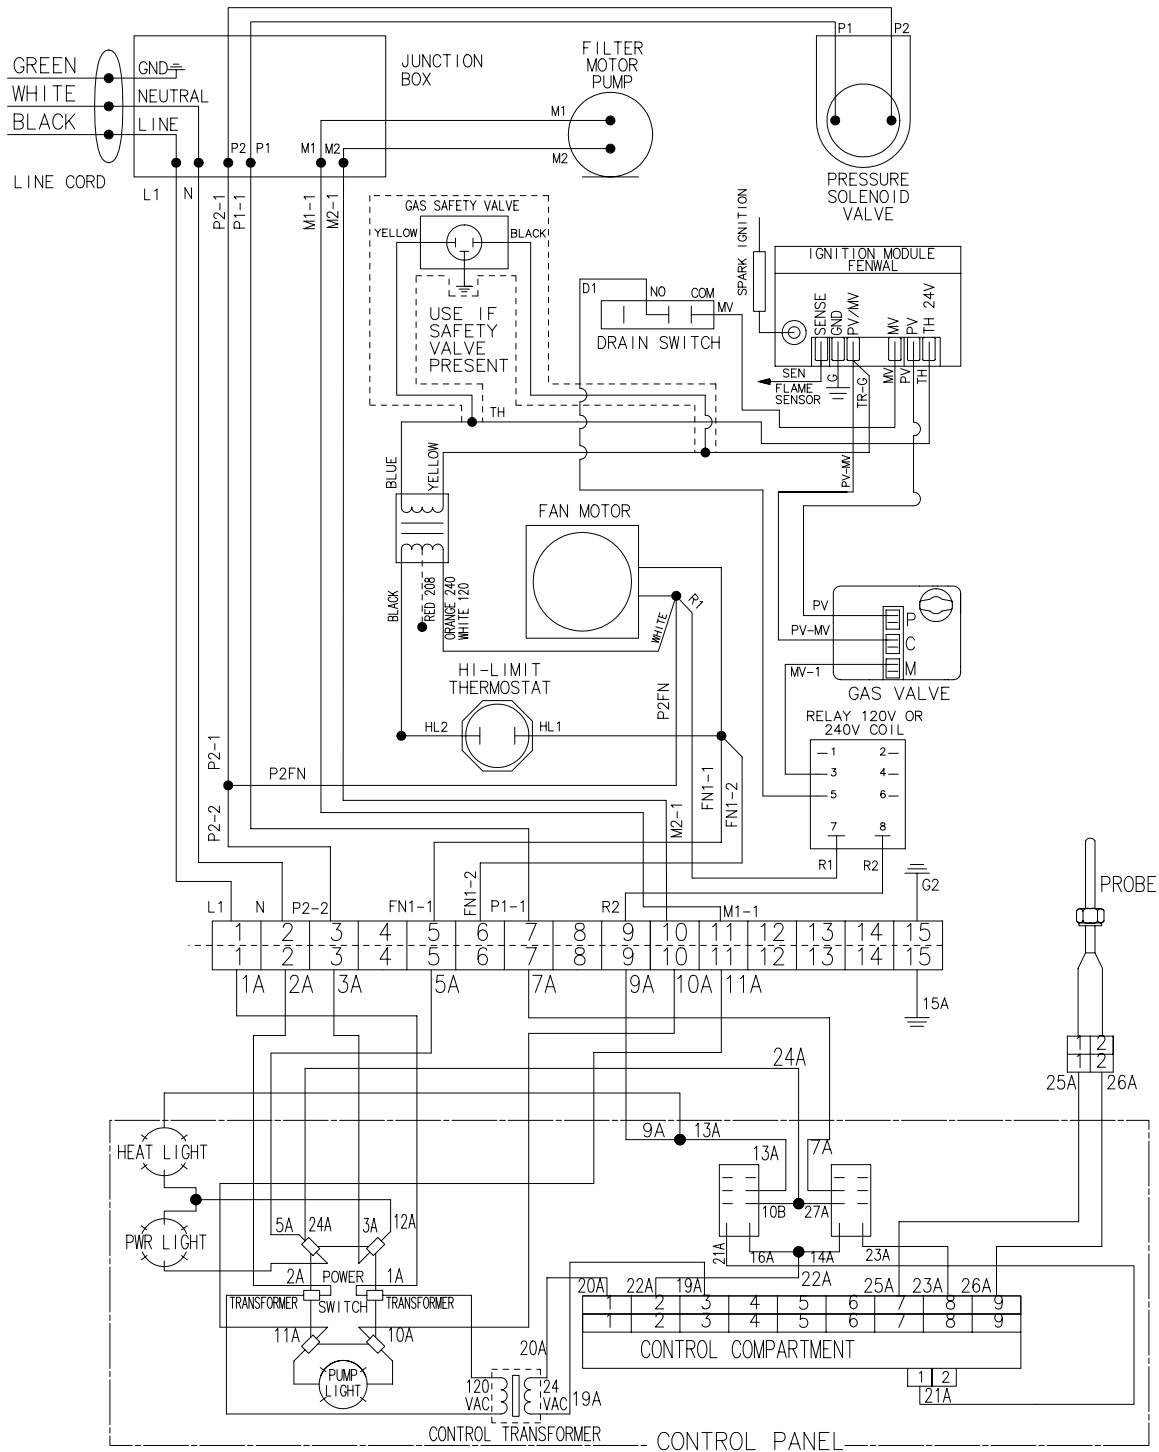 P1
P2
GREEN
WHITE
BLACK
GND
NEUTRAL
LINE
LINE CORD
JUNCTION
BOX
P2 P1
M1 M2
FILTER
MOTOR
PUMP
M1
M2
PRESSURE
SOLENOID
VALVE
L1
N
P2-1
P1-1
M1-1
M2-1
GAS SAFETY VALVE
YELLOW
BLACK
USE IF
SAFETY
VALVE
PRESENT
D1
NO
COM
MV
DRAIN SWITCH
SPARK IGNITION
IGNITION MODULE
FENWAL
SENSE
GND
PV/MV
MV
PV
TH 24V
SEN
FLAME
SENSOR
G
TR-G
MV
PV
TH
TH
BLUE
YELLOW
PV-MV
FAN MOTOR
BLACK
RED 208
ORANGE 240
WHITE 120
WHITE
R1
P2FN
PV
PV-MV
MV-1
P
C
M
GAS VALVE
HI-LIMIT
THERMOSTAT
HL2
HL1
RELAY 120V OR
240V COIL
1 2
3 4
5 6
7 8
R1
R2
P2-1
P2FN
P2-2
M2-1
FN1-1
FN1-2
G2
PROBE
L1
N
P2-2
FN1-1
FN1-2
P1-1
R2
M1-1
1 2 3 4 5 6 7 8 9 10 11 12 13 14 15
1 2 3 4 5 6 7 8 9 10 11 12 13 14 15
1A 2A 3A 5A 7A 9A 10A 11A
15A
1 2
1 2
25A
26A
24A
HEAT LIGHT
PWR LIGHT
9A
13A
13A
7A
10B
27A
21A
16A
14A
23A
22A
5A
24A
3A
12A
2A
POWER
SWITCH
1A
TRANSFORMER
TRANSFORMER
11A
10A
PUMP
LIGHT
20A 22A 19A 25A 23A 26A
1 2 3 4 5 6 7 8 9
1 2 3 4 5 6 7 8 9
CONTROL COMPARTMENT
1 2
21A
20A
120
VAC
24
VAC
19A
CONTROL TRANSFORMER
CONTROL PANEL